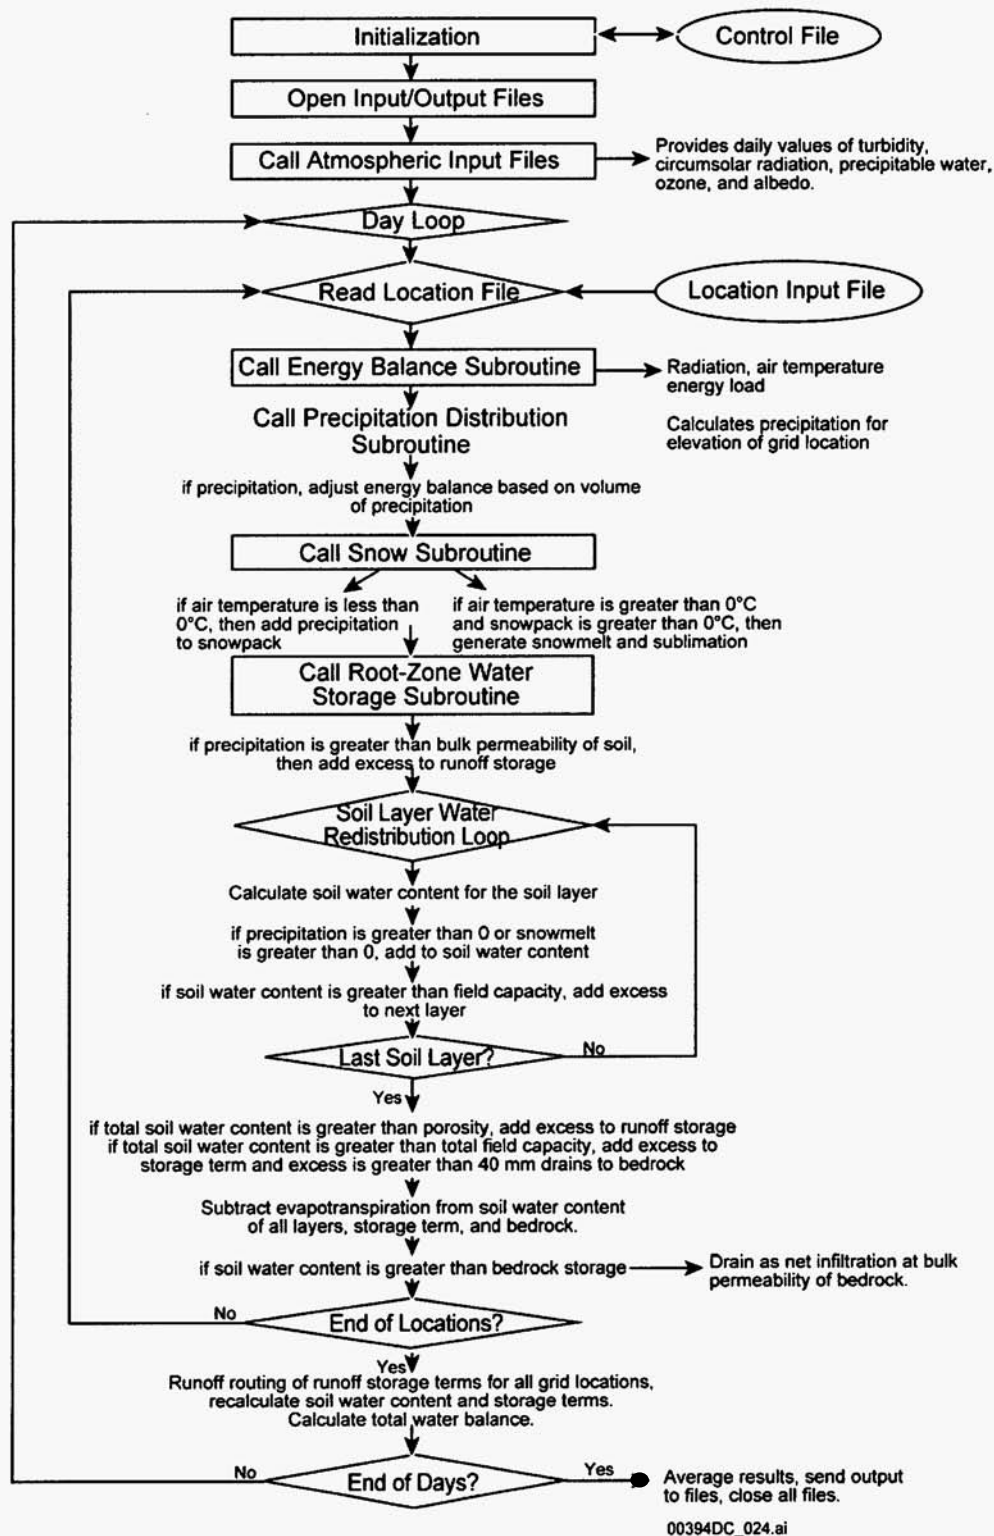 Initialization
Control File
Open Input/Output Files
Call Atmospheric Input Files
Provides daily values of turbidity,
circumsolar radiation, precipitable water,
ozone, and albedo.
Day Loop
Read Location File
Location Input File
Call Energy Balance Subroutine
Radiation, air temperature
energy load
Call Precipitation Distribution
Subroutine
Calculates precipitation for
elevation of grid location
if precipitation, adjust energy balance based on volume
of precipitation
Call Snow Subroutine
if air temperature is less than
0°C, then add precipitation
to snowpack
if air temperature is greater than 0°C
and snowpack is greater than 0°C, then
generate snowmelt and sublimation
Call Root-Zone Water
Storage Subroutine
if precipitation is greater than bulk permeability of soil,
then add excess to runoff storage
Soil Layer Water
Redistribution Loop
Calculate soil water content for the soil layer
if precipitation is greater than 0 or snowmelt
is greater than 0, add to soil water content
if soil water content is greater than field capacity, add excess
to next layer
Last Soil Layer?
No
Yes
if total soil water content is greater than porosity, add excess to runoff storage
if total soil water content is greater than total field capacity, add excess to
storage term and excess is greater than 40 mm drains to bedrock
Subtract evapotranspiration from soil water content
of all layers, storage term, and bedrock.
if soil water content is greater than bedrock storage
Drain as net infiltration at bulk
permeability of bedrock.
No
End of Locations?
Yes
Runoff routing of runoff storage terms for all grid locations,
recalculate soil water content and storage terms.
Calculate total water balance.
No
End of Days?
Yes
Average results, send output
to files, close all files.
00394DC_024.ai